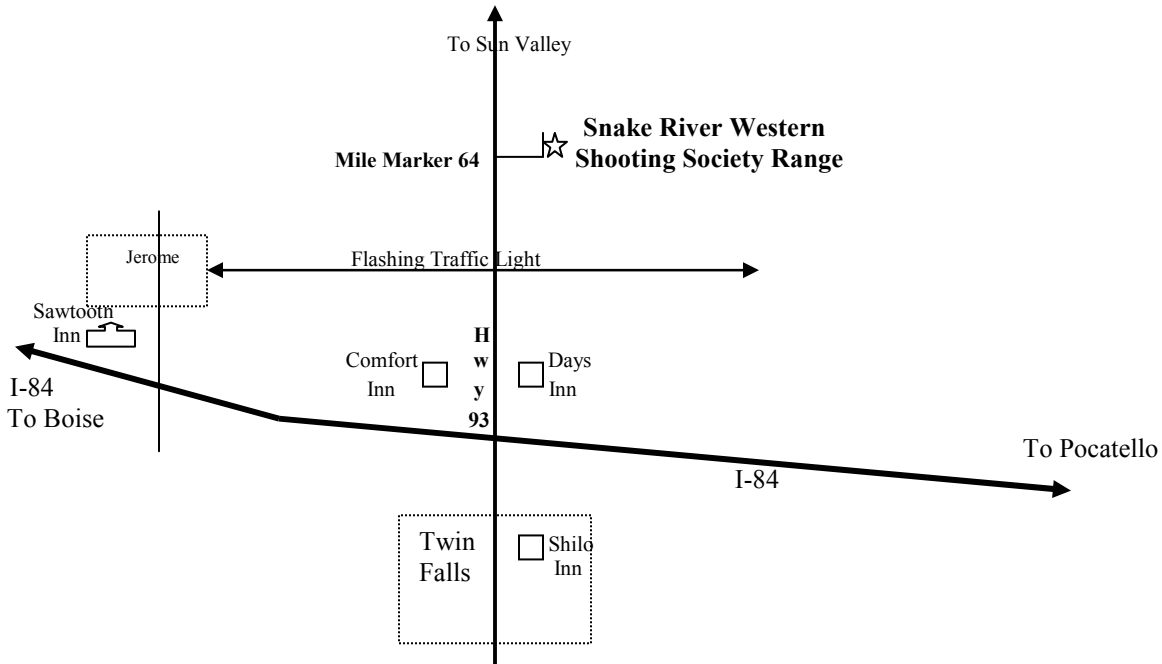 To Sun Valley
Snake River Western
Shooting Society Range
Mile Marker 64
Jerome
Flashing Traffic Light
Sawtooth
Inn
Comfort
Inn
H
w
y
93
Days
Inn
I-84
To Boise
To Pocatello
I-84
Twin
Falls
Shilo
Inn